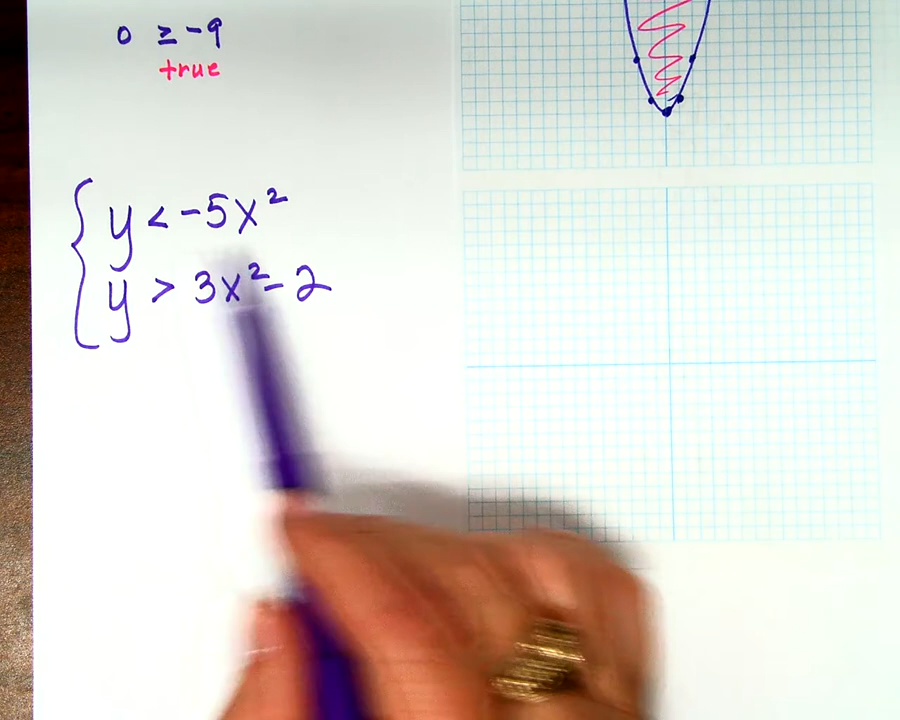 0 ≥ -9
true
y < -5x²
y > 3x² - 2